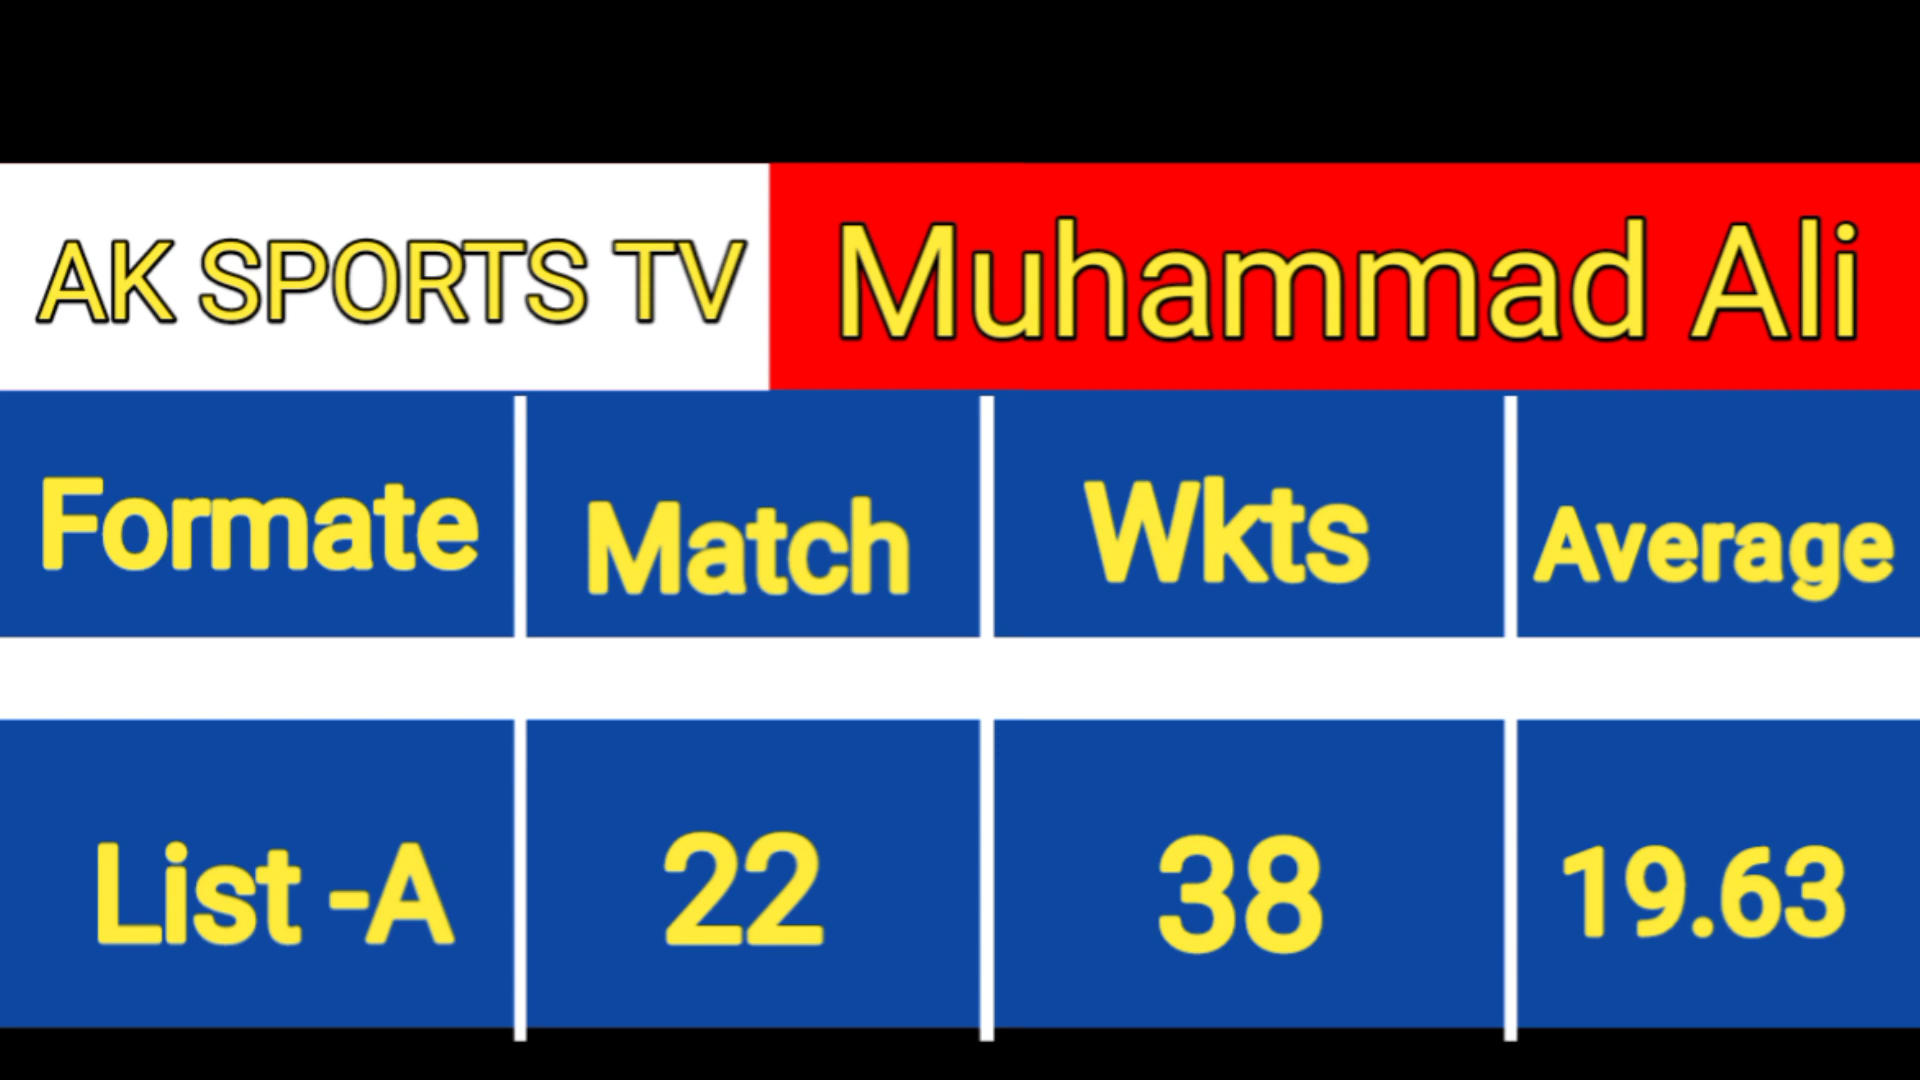 AK SPORTS TV Muhammad Ali
Formate Match Wkts Average
List -A 22 38 19.63